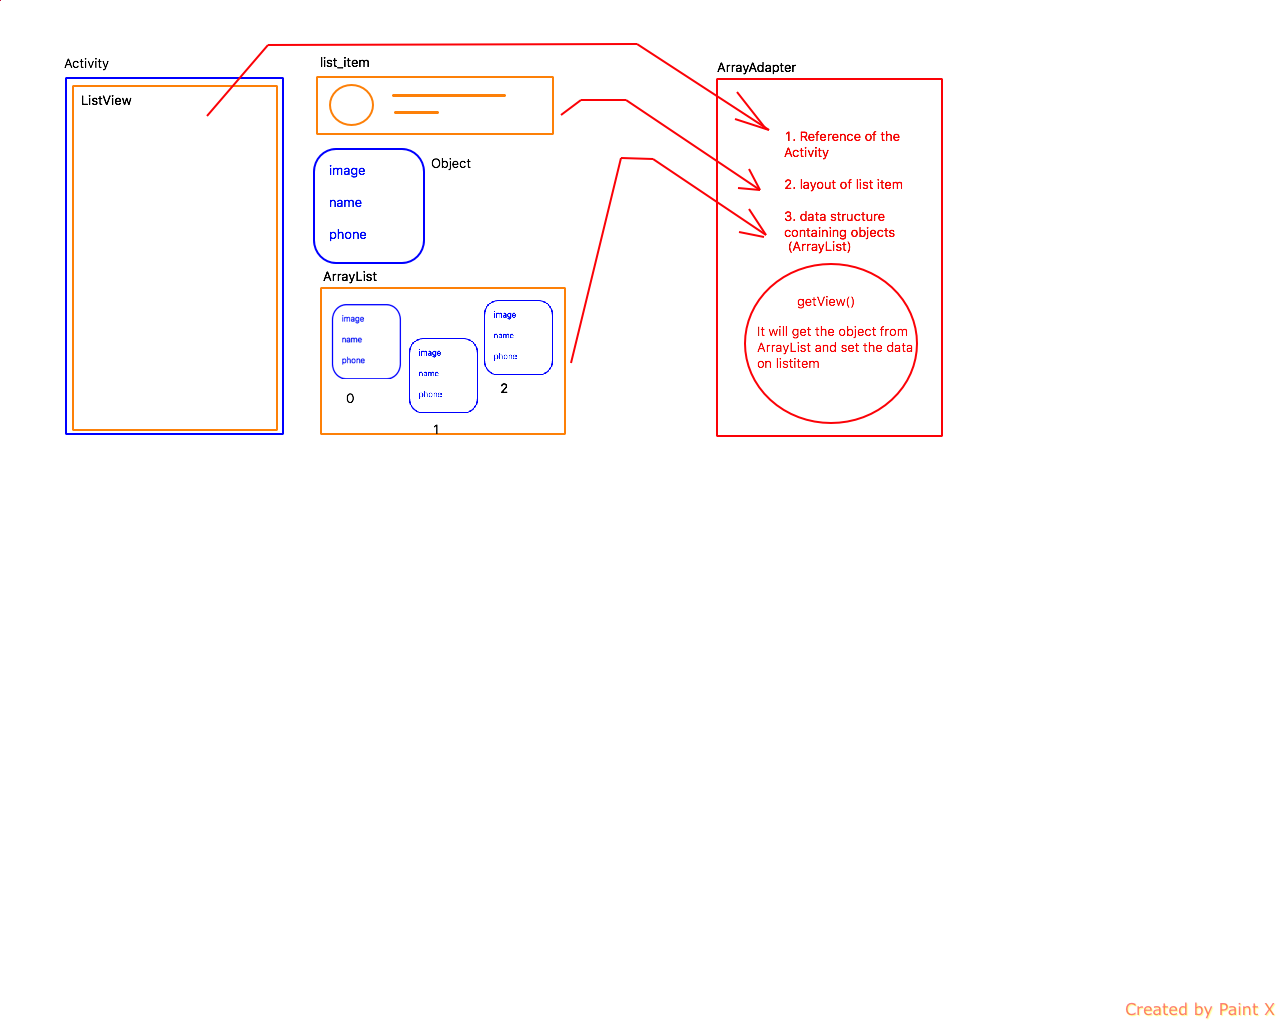 Activity
ListView
list_item
Object
image
name
phone
ArrayList
image
name
phone
0
image
name
phone
1
image
name
phone
2
ArrayAdapter
1. Reference of the
Activity
2. layout of list item
3. data structure
containing objects
(ArrayList)
getView()
It will get the object from
ArrayList and set the data
on listitem
Created by Paint X